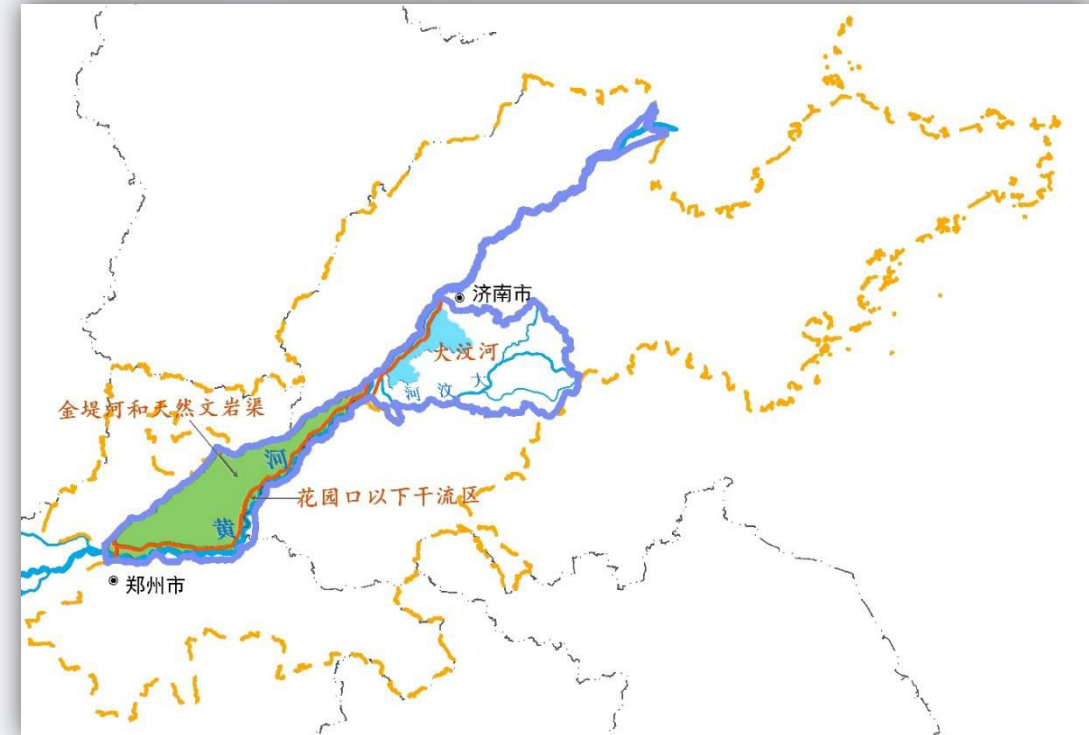 济南市
大汶河
大
汶
河
金堤河和天然文岩渠
河
花园口以下干流区
黄
郑州市